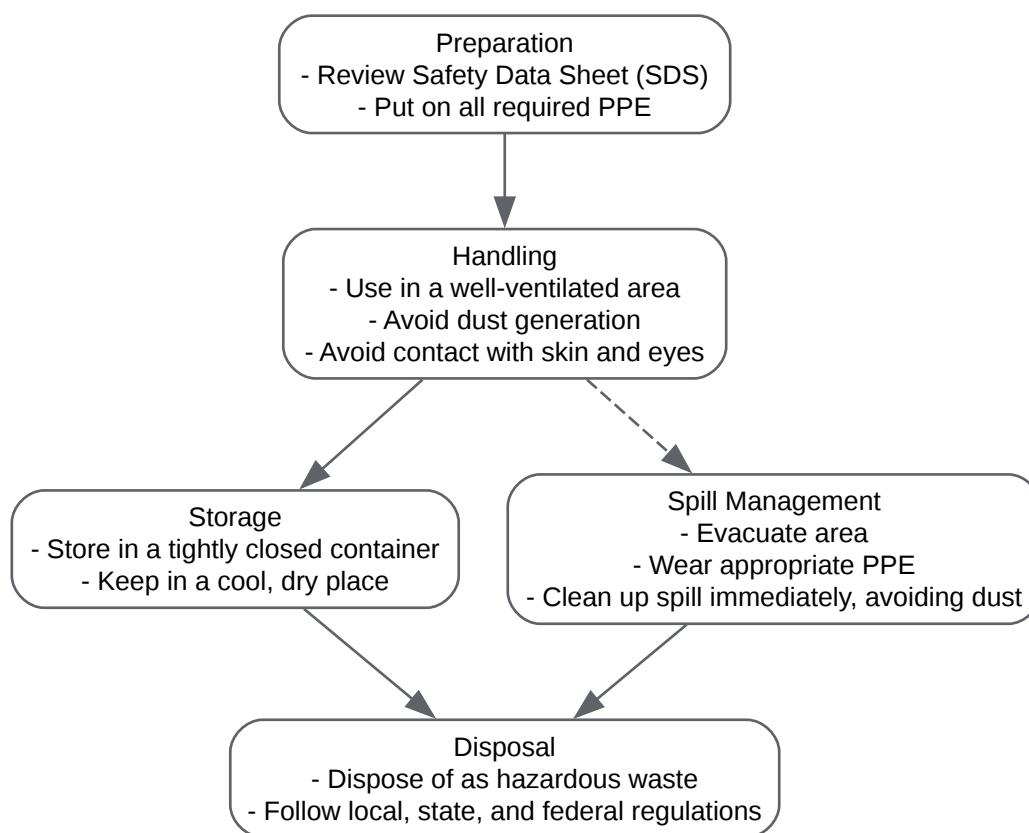 Preparation
- Review Safety Data Sheet (SDS)
- Put on all required PPE
Handling
- Use in a well-ventilated area
- Avoid dust generation
- Avoid contact with skin and eyes
Storage
- Store in a tightly closed container
- Keep in a cool, dry place
Spill Management
- Evacuate area
- Wear appropriate PPE
- Clean up spill immediately, avoiding dust
Disposal
- Dispose of as hazardous waste
- Follow local, state, and federal regulations